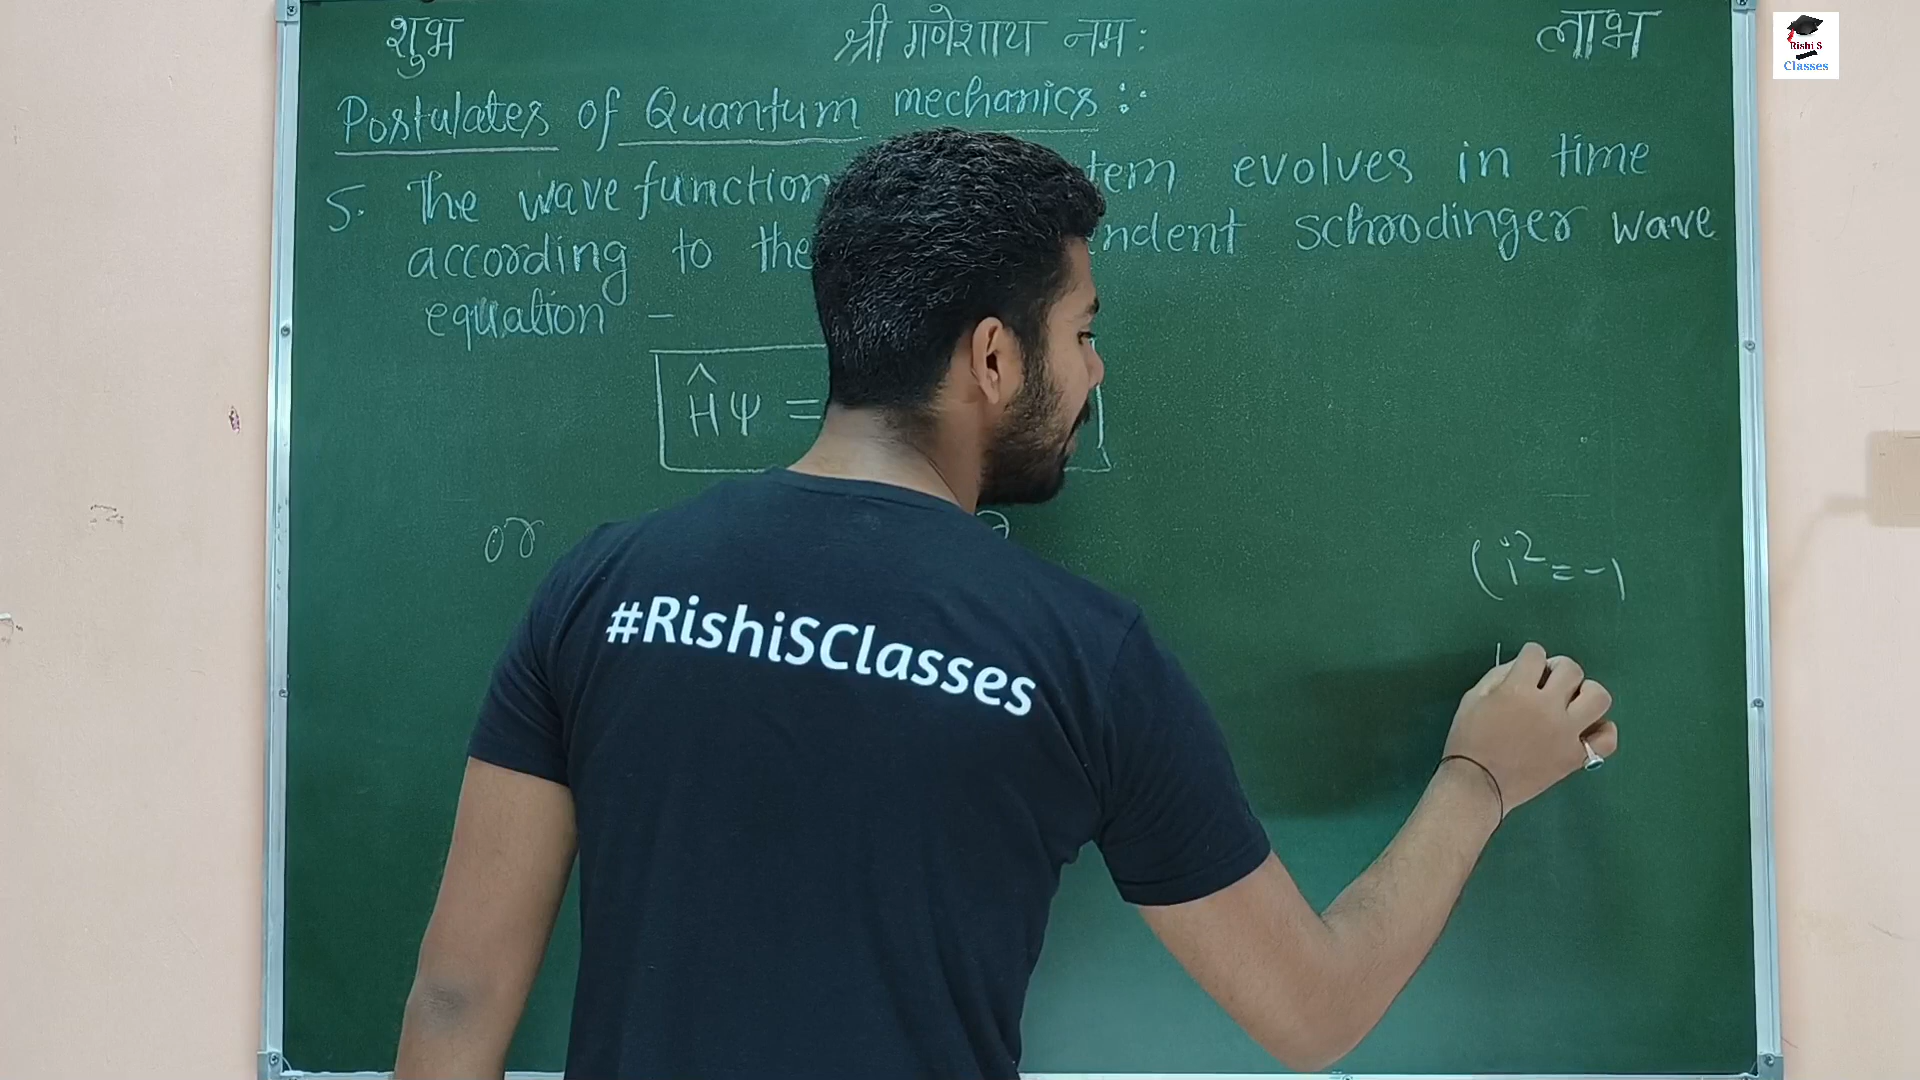 शुभ श्री गणेशाय नम: लाभ
Rishi S
Classes
Postulates of Quantum mechanics :-
5. The wave function tem evolves in time
according to the ndent schrodinger wave
equation -
Ĥψ =
or
(i² = -1
#RishiSClasses